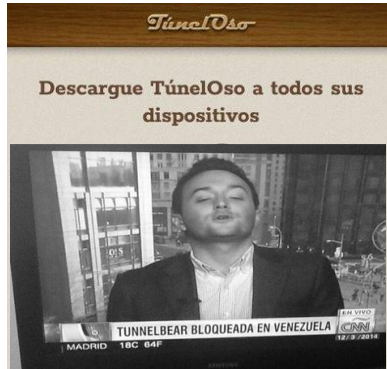 TúnelOso
Descargue TúnelOso a todos sus
dispositivos
EN VIVO
TUNNELBEAR BLOQUEADA EN VENEZUELA
CNN
MADRID 18C 64F
12/3/2014
SAMSUNG